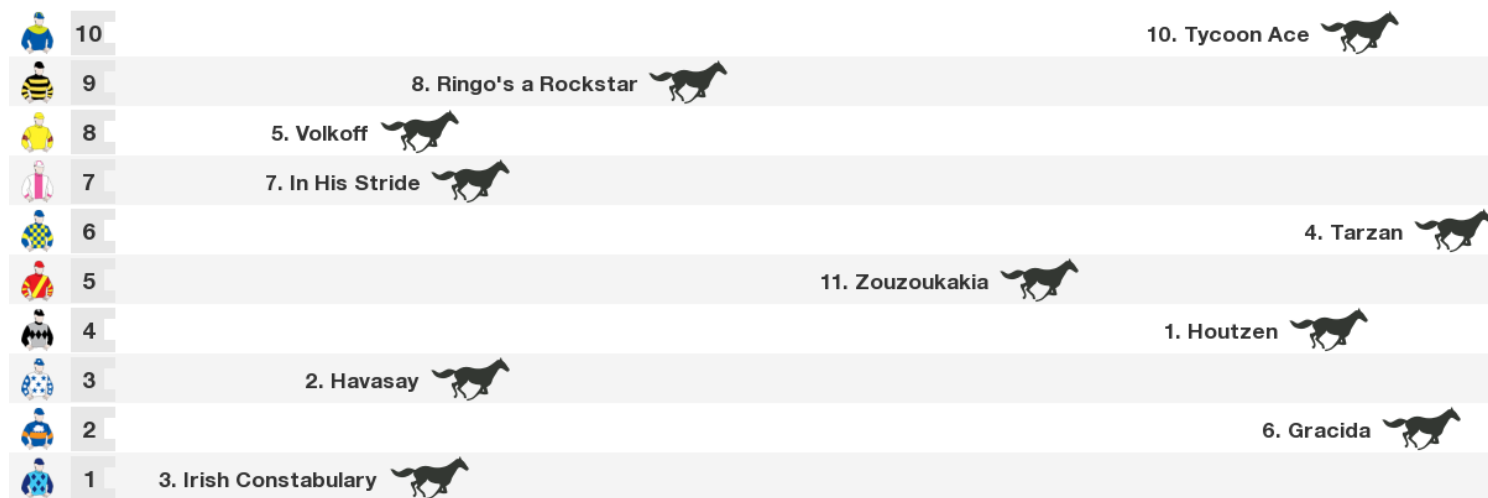 10 10. Tycoon Ace
9 8. Ringo's a Rockstar
8 5. Volkoff
7 7. In His Stride
6 4. Tarzan
5 11. Zouzoukakia
4 1. Houtzen
3 2. Havasay
2 6. Gracida
1 3. Irish Constabulary